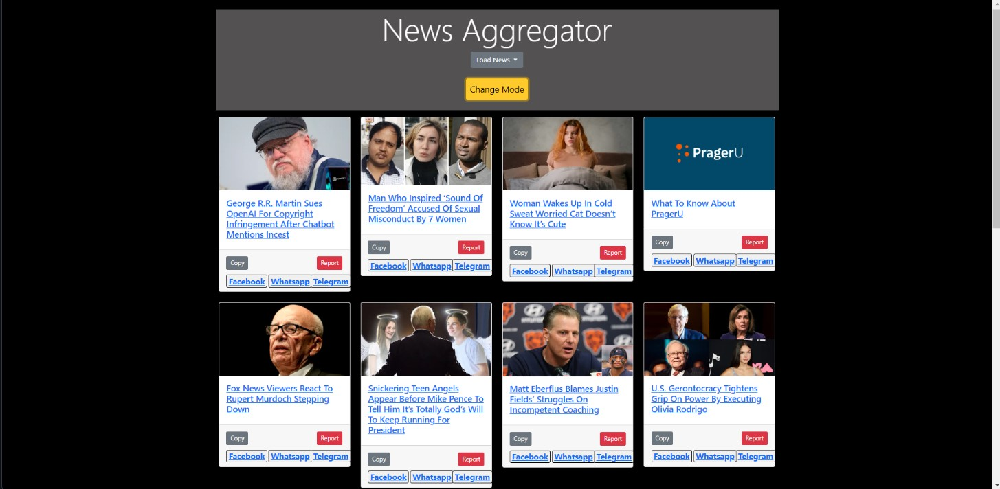 News Aggregator
Load News
Change Mode
PragerU
George R.R. Martin Sues
OpenAI For Copyright
Infringement After Chatbot
Mentions Incest
Copy
Report
Facebook
Whatsapp
Telegram
Man Who Inspired ‘Sound Of
Freedom’ Accused Of Sexual
Misconduct By 7 Women
Copy
Report
Facebook
Whatsapp
Telegram
Woman Wakes Up In Cold
Sweat Worried Cat Doesn’t
Know It’s Cute
Copy
Report
Facebook
Whatsapp
Telegram
What To Know About
PragerU
Copy
Report
Facebook
Whatsapp
Telegram
Fox News Viewers React To
Rupert Murdoch Stepping
Down
Copy
Report
Facebook
Whatsapp
Telegram
Snickering Teen Angels
Appear Before Mike Pence To
Tell Him It’s Totally God’s Will
To Keep Running For
President
Copy
Report
Facebook
Whatsapp
Telegram
HYUNDAI
HYUNDAI
Matt Eberflus Blames Justin
Fields’ Struggles On
Incompetent Coaching
Copy
Report
Facebook
Whatsapp
Telegram
U.S. Gerontocracy Tightens
Grip On Power By Executing
Olivia Rodrigo
Copy
Report
Facebook
Whatsapp
Telegram